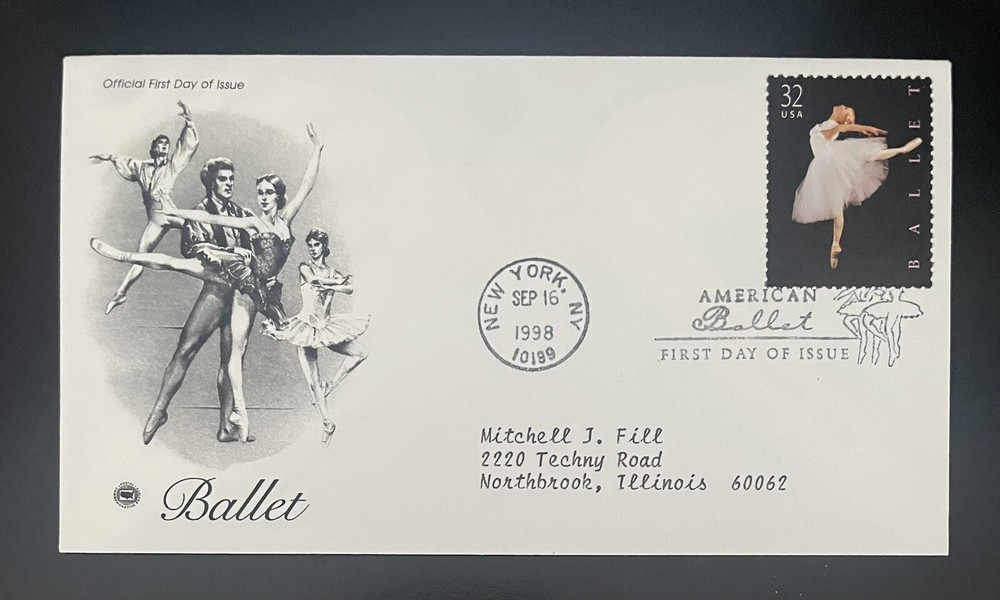 Official First Day of Issue
32
USA
BALLET
NEW YORK, NY
SEP 16
1998
10199
AMERICAN
Ballet
FIRST DAY OF ISSUE
Mitchell J. Fill
2220 Techny Road
Northbrook, Illinois 60062
Ballet